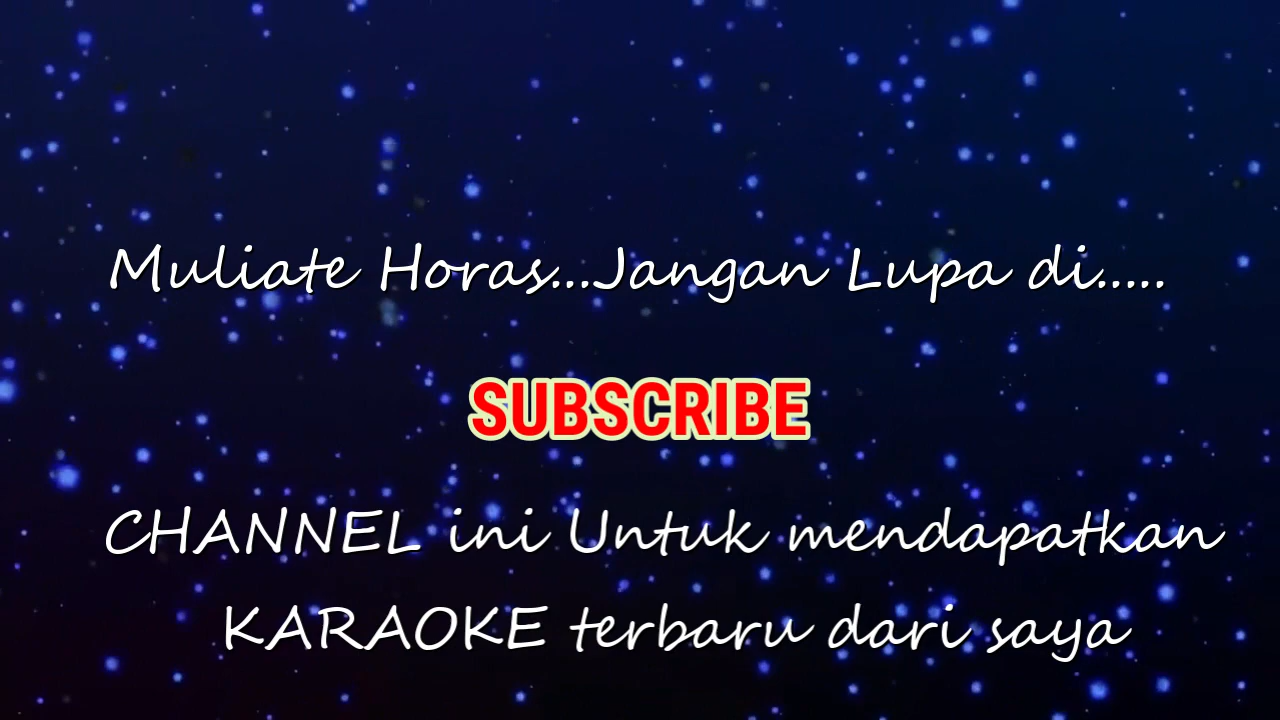 Muliate Horas...Jangan Lupa di.....
SUBSCRIBE
CHANNEL ini Untuk mendapatkan
KARAOKE terbaru dari saya